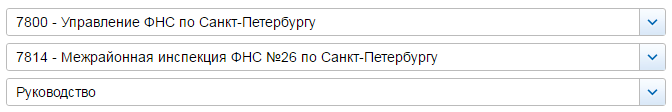 7800 - Управление ФНС по Санкт-Петербургу
7814 - Межрайонная инспекция ФНС №26 по Санкт-Петербургу
Руководство